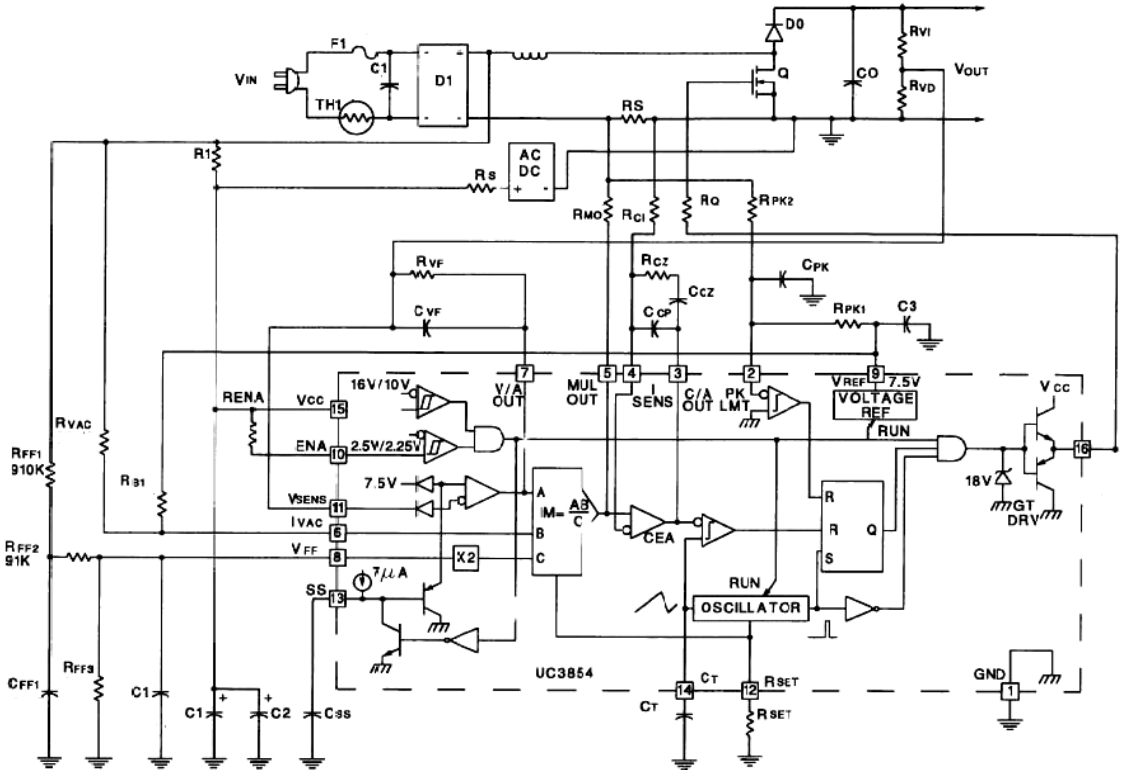 D0
RVI
F1
VIN
C1
D1
Q
CO
VOUT
RVD
TH1
RS
R1
AC
DC
+ -
RS
RMO
RCI
RQ
RPK2
RVF
RCZ
CCZ
CPK
CVF
CCP
RPK1
C3
7
5
4
3
2
9
16V/10V
V/A
OUT
MUL
OUT
I
SENS
C/A
OUT
PK
LMT
VREF
7.5V
VCC
RENA
VCC
15
VOLTAGE
REF
RUN
RVAC
ENA
10
2.5V/2.25V
16
RFF1
910K
RB1
7.5V
18V
GT
DRV
VSENS
11
A
IM= AB
C
R
IVAC
6
B
CEA
R
Q
RFF2
91K
VFF
8
X2
C
S
7μA
SS
13
RUN
OSCILLATOR
RFF3
UC3854
GND
CFF1
C1
CT
14
12
RSET
1
C1
+
C2
+
CSS
CT
RSET